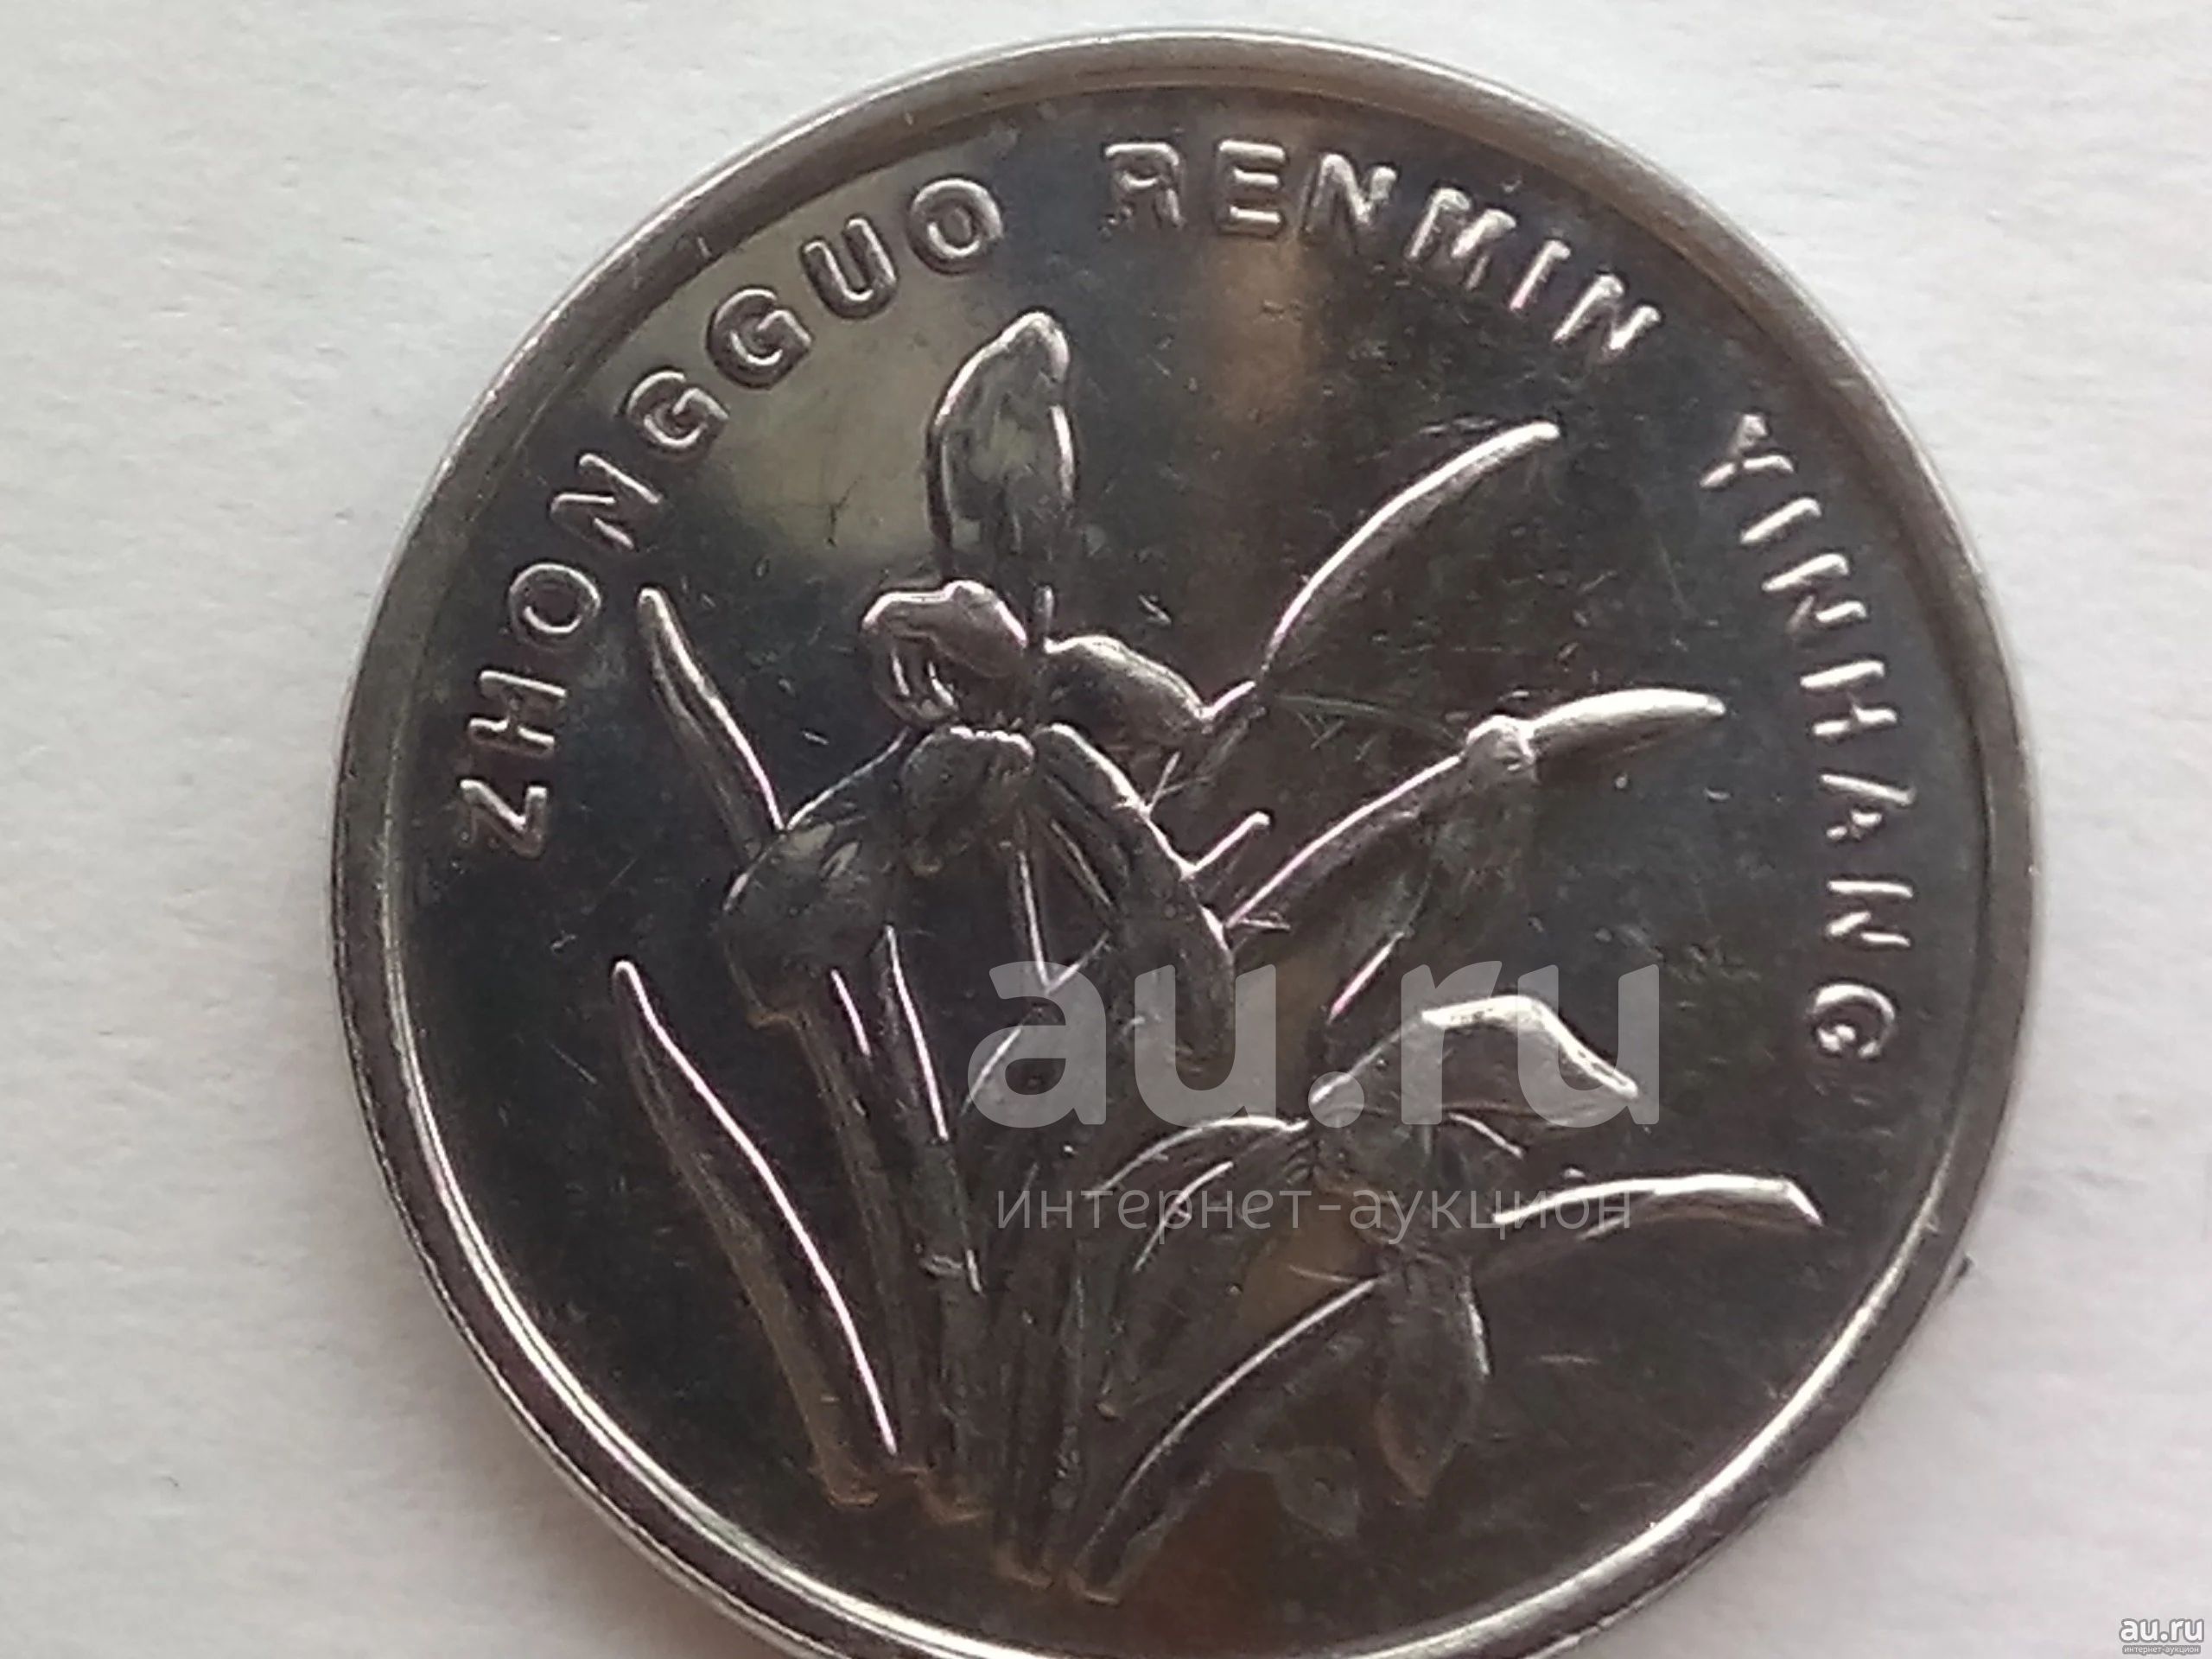 ZHONGGUO RENMIN YINHANG
au.ru
интернет-аукцион
au.ru
интернет-аукцион